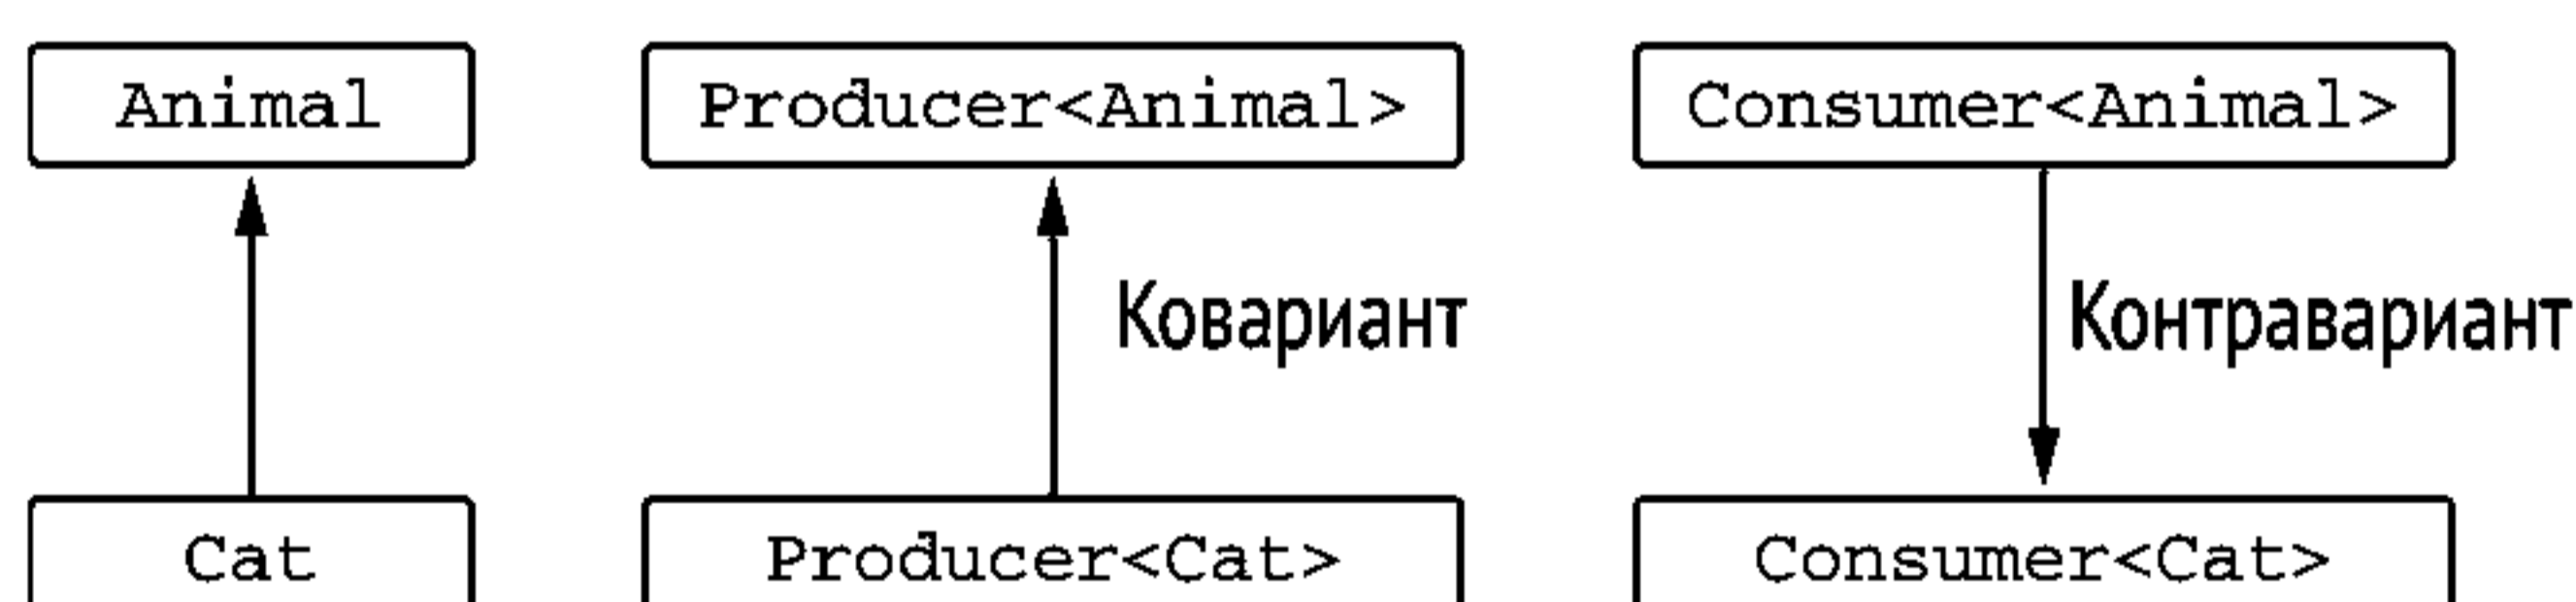 Animal
Producer<Animal>
Consumer<Animal>
Ковариант
Контравариант
Cat
Producer<Cat>
Consumer<Cat>